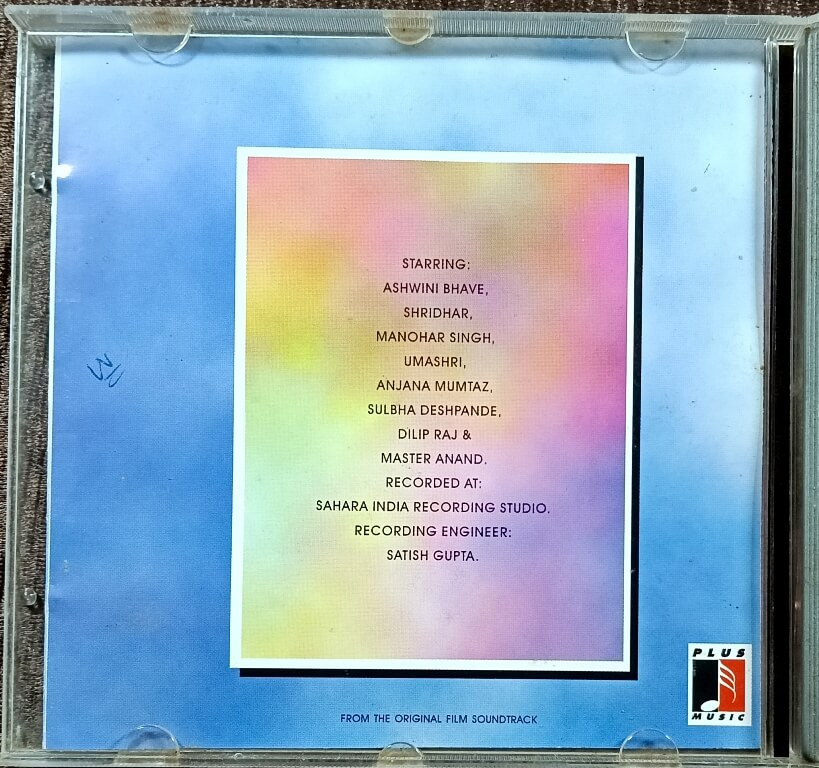 STARRING:
ASHWINI BHAVE,
SHRIDHAR,
MANOHAR SINGH,
UMASHRI,
ANJANA MUMTAZ,
SULBHA DESHPANDE,
DILIP RAJ &
MASTER ANAND.
RECORDED AT:
SAHARA INDIA RECORDING STUDIO.
RECORDING ENGINEER:
SATISH GUPTA.
FROM THE ORIGINAL FILM SOUNDTRACK
PLUS
MUSIC